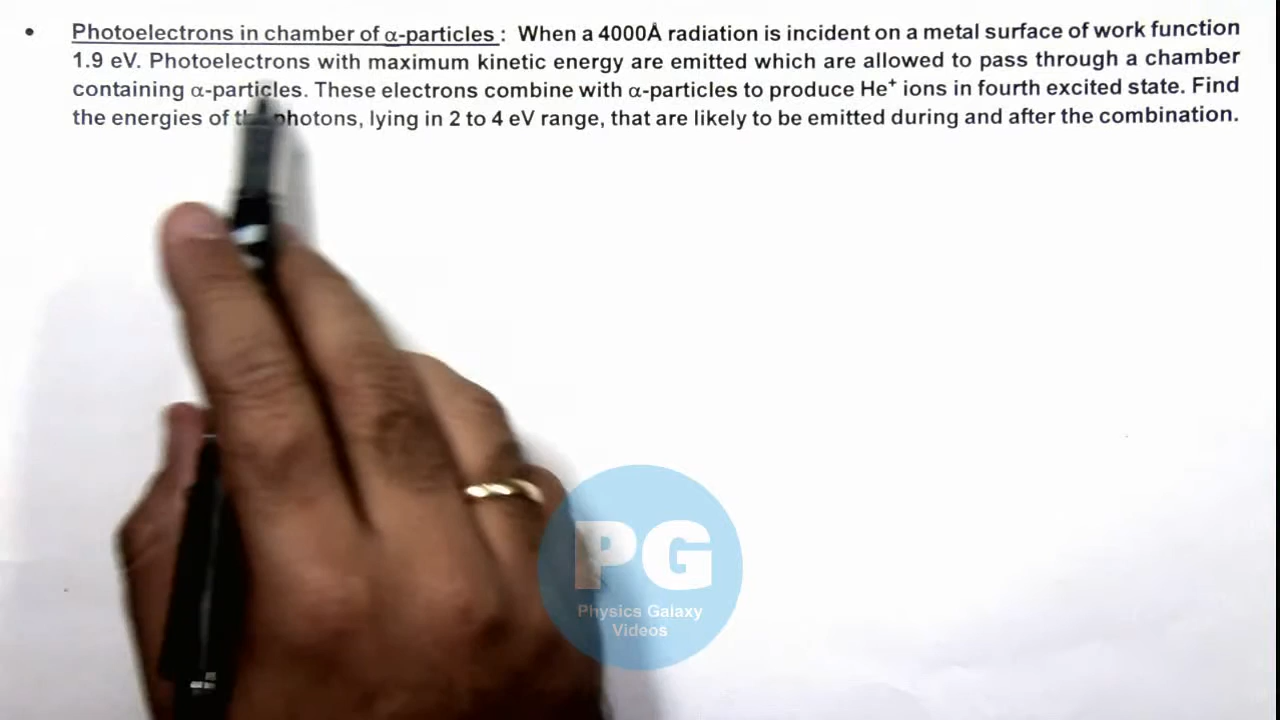 • Photoelectrons in chamber of α-particles : When a 4000Å radiation is incident on a metal surface of work function
1.9 eV. Photoelectrons with maximum kinetic energy are emitted which are allowed to pass through a chamber
containing α-particles. These electrons combine with α-particles to produce He⁺ ions in fourth excited state. Find
the energies of photons, lying in 2 to 4 eV range, that are likely to be emitted during and after the combination.
PG
Physics Galaxy
Videos